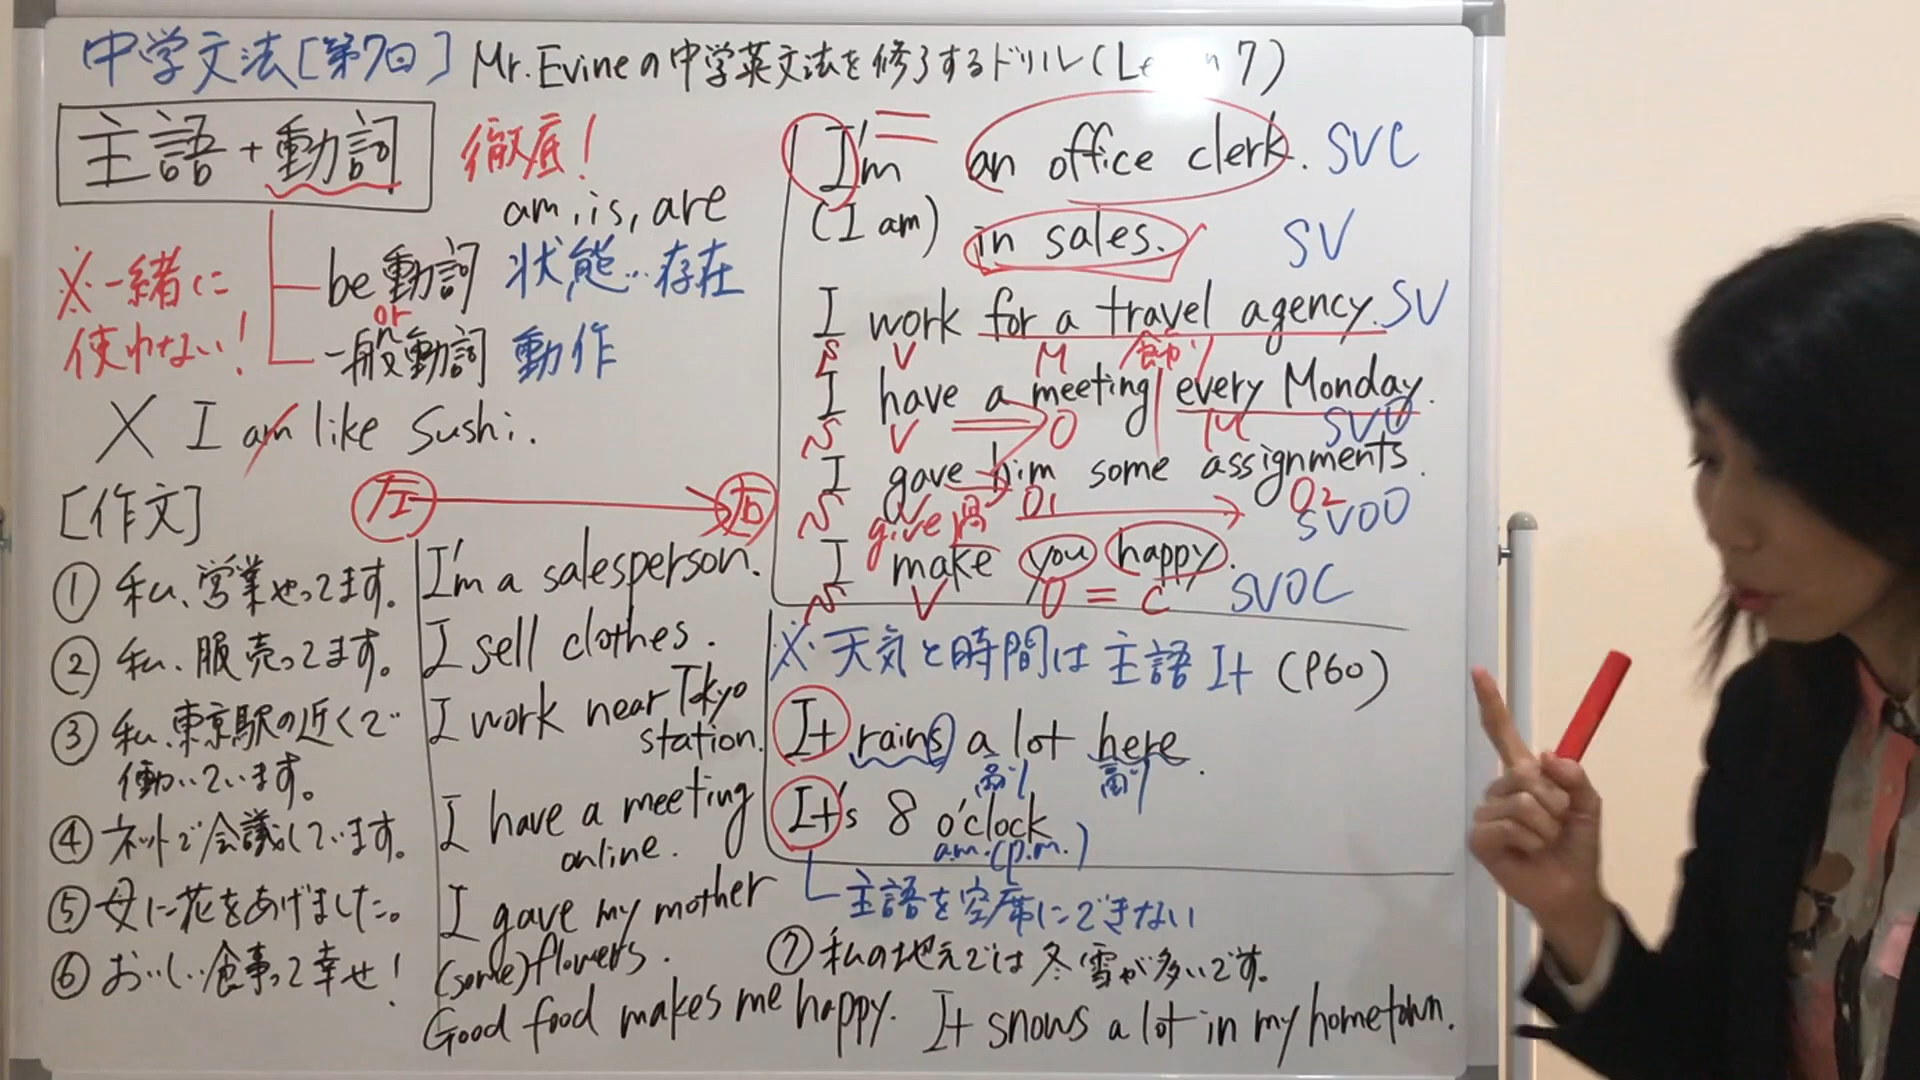 中学文法[第7日] Mr. Evineの中学英文法を修了するドリル(Le n 7)
主語+動詞 徹底!
am, is, are
※一緒に
使わない!
be動詞 状態…存在
or
一般動詞 動作
X I am like Sushi.
[作文] 左 右
① 私、営業やってます。 I'm a salesperson.
② 私、服売ってます。 I sell clothes.
③ 私、東京駅の近くで
働いています。
I work near Tokyo
station.
④ ネットで会議しています。 I have a meeting
online.
⑤ 母に花をあげました。 I gave my mother
(some) flowers.
⑥ おいしい食事って幸せ!
Good food makes me happy.
I'm an office clerk. SVC
(I am) in sales. SV
I work for a travel agency. SV
S V M 飾り
I have a meeting every Monday.
S V O M SVO
I gave him some assignments.
S V O1 O2 SVOO
give 過
I make you happy.
S V O = C SVOC
※天気と時間は主語 It (P60)
It rains a lot here.
副 副
It's 8 o'clock
a.m. (p.m.)
主語を空席にできない
⑦ 私の地元では冬雪が多いです。
It snows a lot in my hometown.